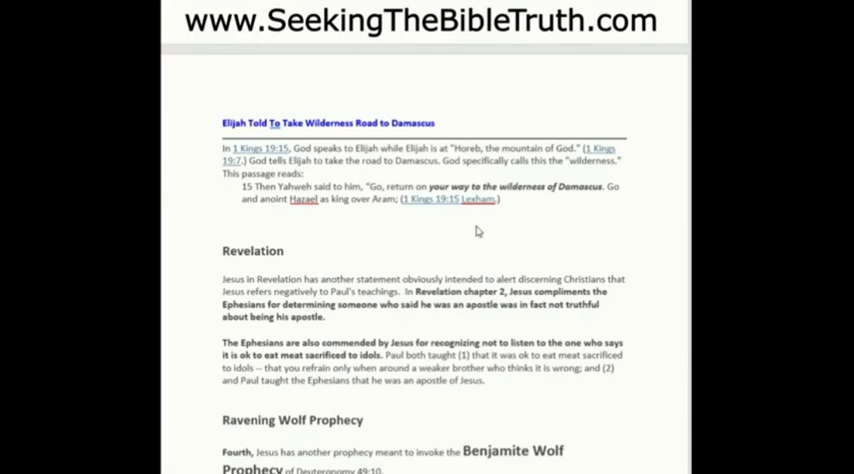 www.SeekingTheBibleTruth.com
Elijah Told To Take Wilderness Road to Damascus
In 1 Kings 19:15, God speaks to Elijah while Elijah is at "Horeb, the mountain of God." (1 Kings
19:7.) God tells Elijah to take the road to Damascus. God specifically calls this the "wilderness."
This passage reads:
15 Then Yahweh said to him, "Go, return on your way to the wilderness of Damascus. Go
and anoint Hazael as king over Aram; (1 Kings 19:15 Lexham.)
Revelation
Jesus in Revelation has another statement obviously intended to alert discerning Christians that
Jesus refers negatively to Paul's teachings. In Revelation chapter 2, Jesus compliments the
Ephesians for determining someone who said he was an apostle was in fact not truthful
about being his apostle.
The Ephesians are also commended by Jesus for recognizing not to listen to the one who says
it is ok to eat meat sacrificed to idols. Paul both taught (1) that it was ok to eat meat sacrificed
to idols -- that you refrain only when around a weaker brother who thinks it is wrong; and (2)
and Paul taught the Ephesians that he was an apostle of Jesus.
Ravening Wolf Prophecy
Fourth, Jesus has another prophecy meant to invoke the Benjamite Wolf
Prophecy of Deuteronomy 49:10.